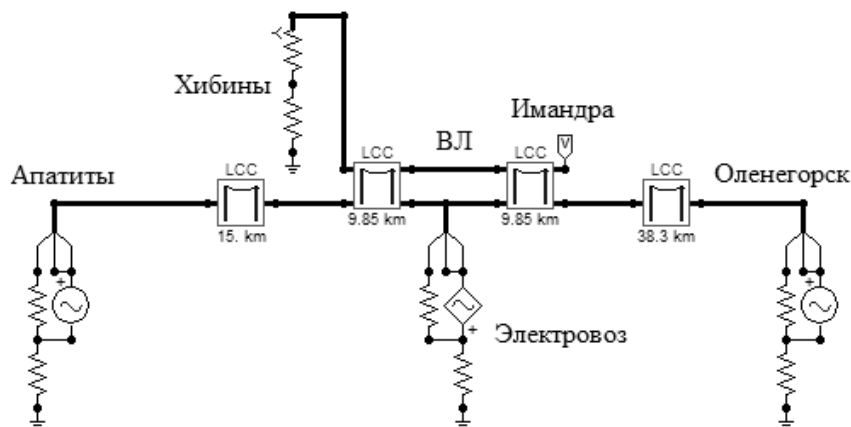 Хибины
Имандра
ВЛ
V
LCC
LCC
Апатиты
LCC
LCC
Оленегорск
15. km
9.85 km
9.85 km
38.3 km
+
+
+
Электровоз